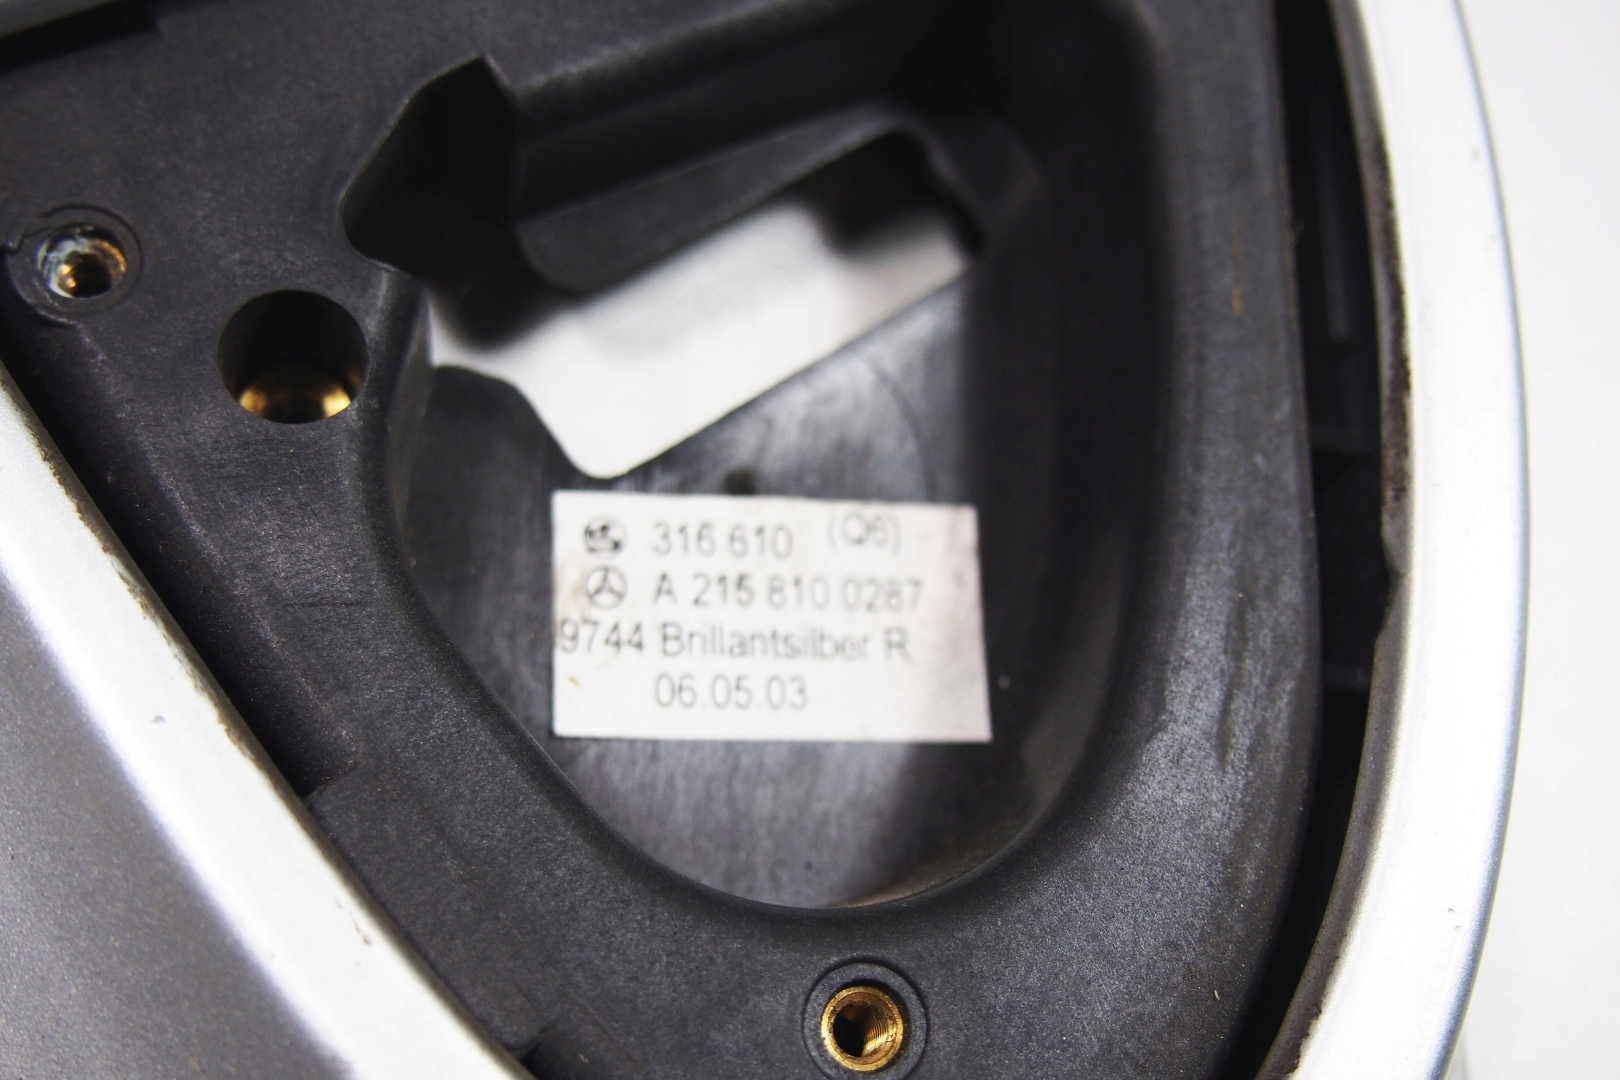 316 610 (Q6)
A 215 810 0287
9744 Brillantsilber R
06.05.03